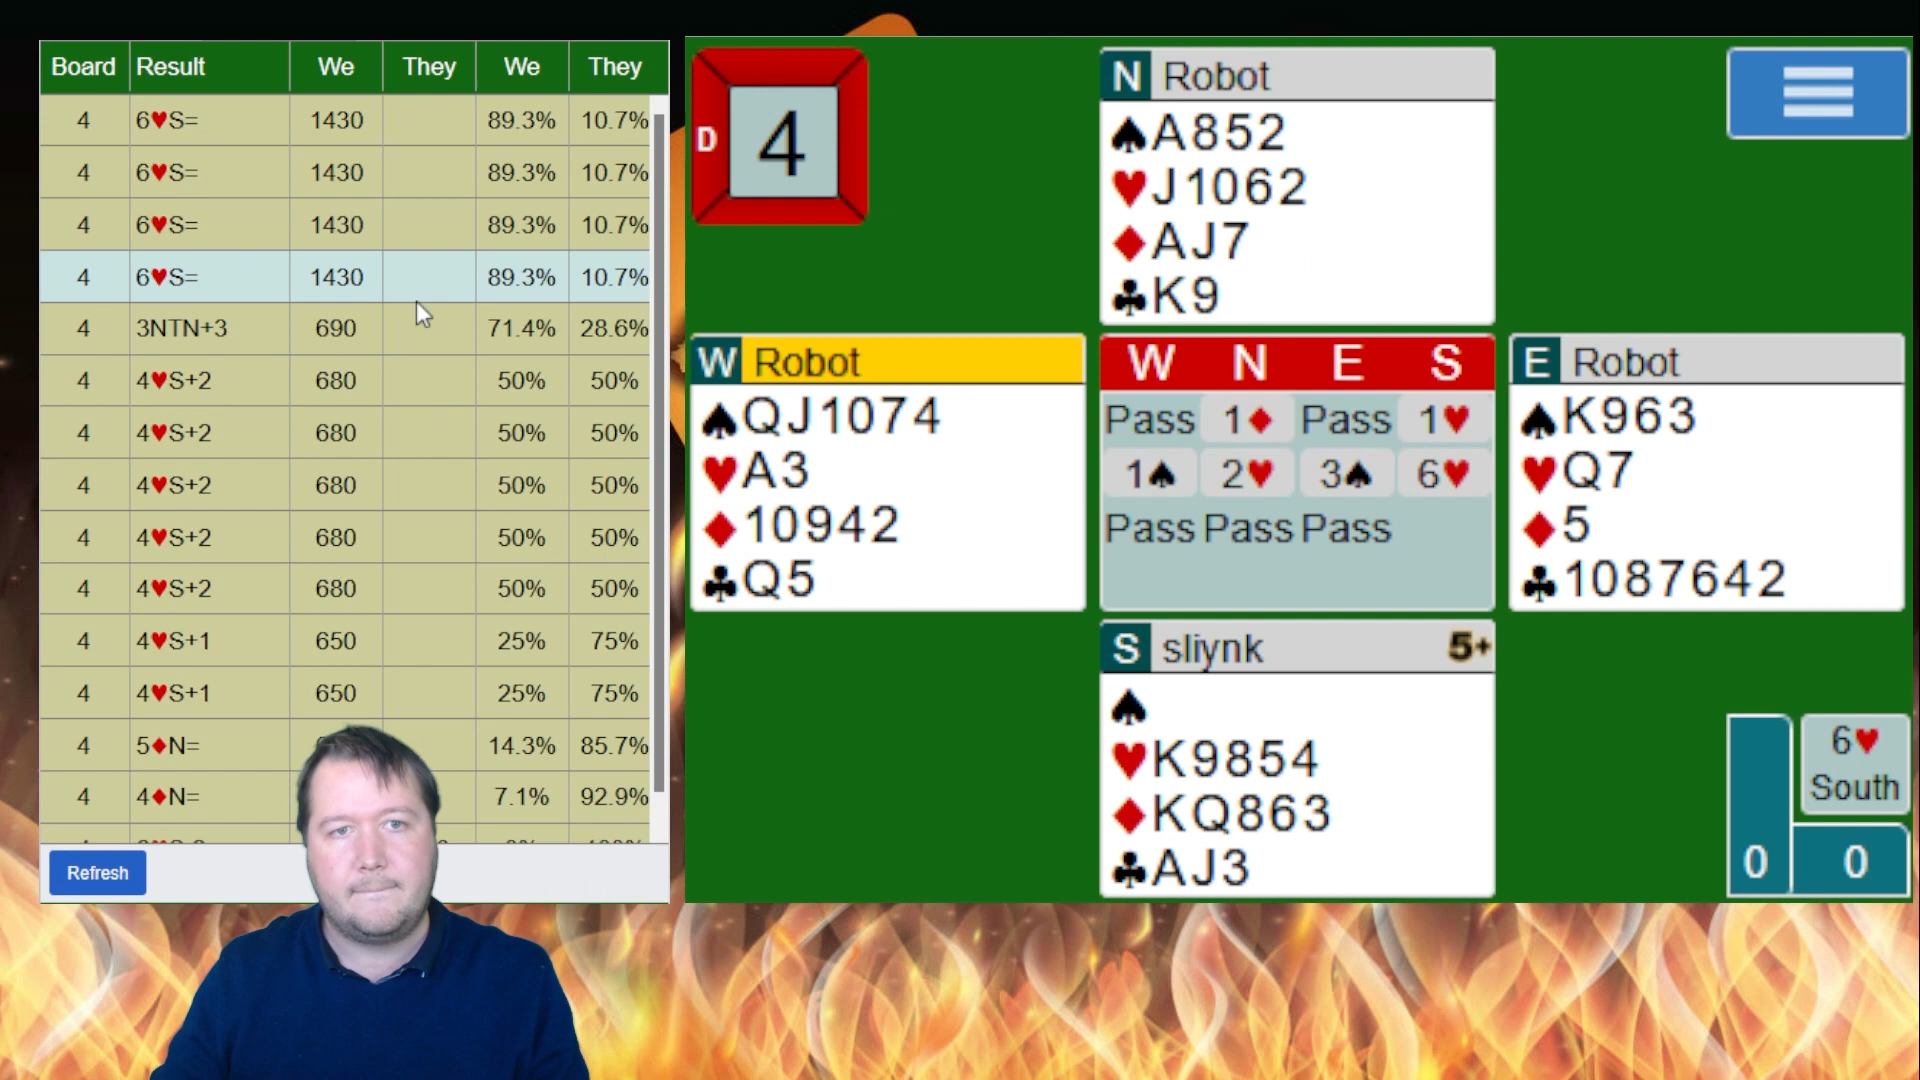 Board Result We They We They
4 6♥S= 1430 89.3% 10.7%
4 6♥S= 1430 89.3% 10.7%
4 6♥S= 1430 89.3% 10.7%
4 6♥S= 1430 89.3% 10.7%
4 3NTN+3 690 71.4% 28.6%
4 4♥S+2 680 50% 50%
4 4♥S+2 680 50% 50%
4 4♥S+2 680 50% 50%
4 4♥S+2 680 50% 50%
4 4♥S+2 680 50% 50%
4 4♥S+1 650 25% 75%
4 4♥S+1 650 25% 75%
4 5♦N= 14.3% 85.7%
4 4♦N= 7.1% 92.9%
Refresh
D 4
N Robot
♠A852
♥J1062
♦AJ7
♣K9
W Robot
♠QJ1074
♥A3
♦10942
♣Q5
W N E S
Pass 1♦ Pass 1♥
1♠ 2♥ 3♠ 6♥
Pass Pass Pass
E Robot
♠K963
♥Q7
♦5
♣1087642
S sliynk 5+
♠
♥K9854
♦KQ863
♣AJ3
6♥
South
0 0